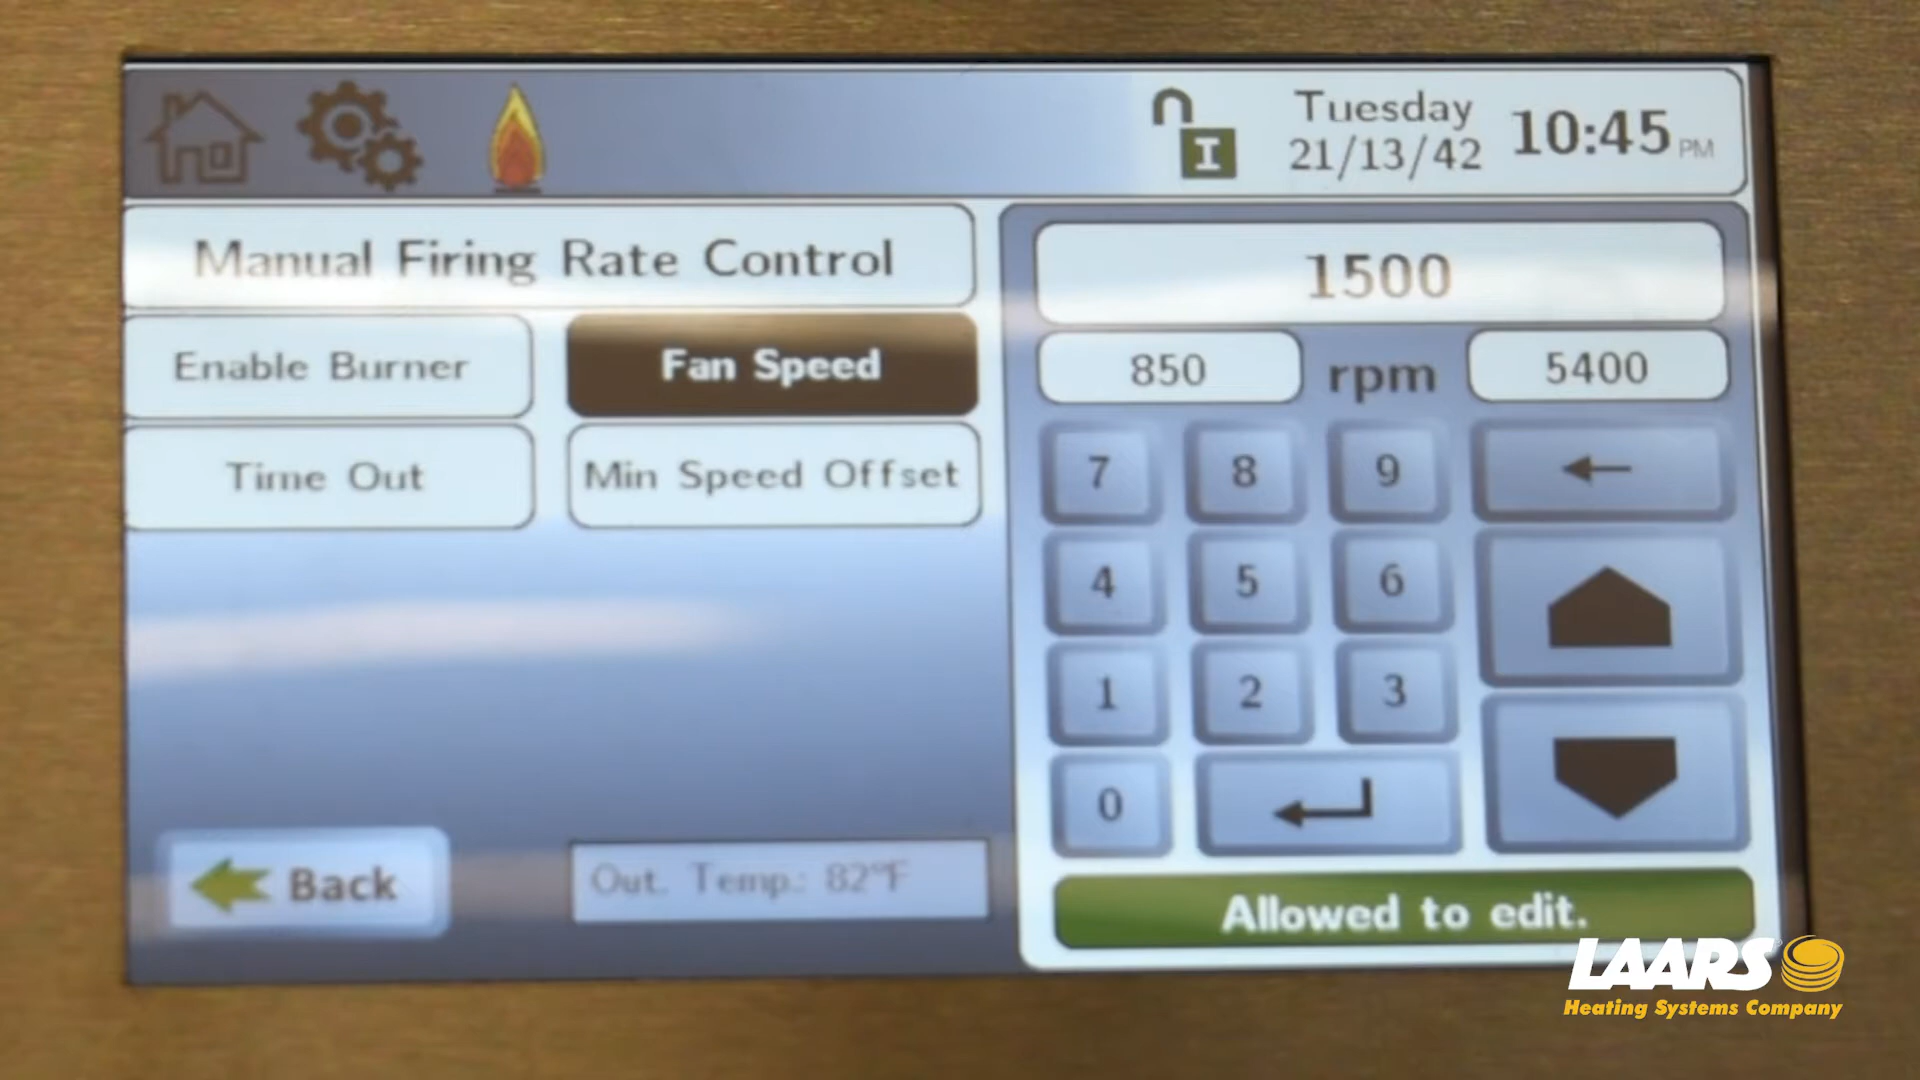 I
Tuesday
21/13/42
10:45 PM
Manual Firing Rate Control
Enable Burner
Fan Speed
Time Out
Min Speed Offset
Back
Out. Temp.: 82°F
1500
850 rpm 5400
7 8 9
4 5 6
1 2 3
0
Allowed to edit.
LAARS®
Heating Systems Company